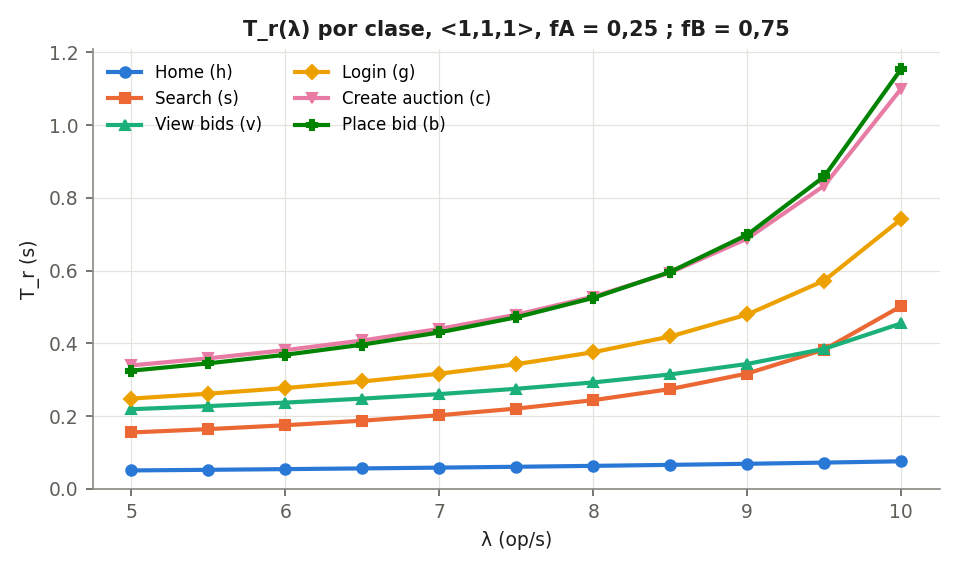 T_r(λ) por clase, <1,1,1>, fA = 0,25 ; fB = 0,75
Home (h)
Search (s)
View bids (v)
Login (g)
Create auction (c)
Place bid (b)
T_r (s)
1.2
1.0
0.8
0.6
0.4
0.2
0.0
5 6 7 8 9 10
λ (op/s)